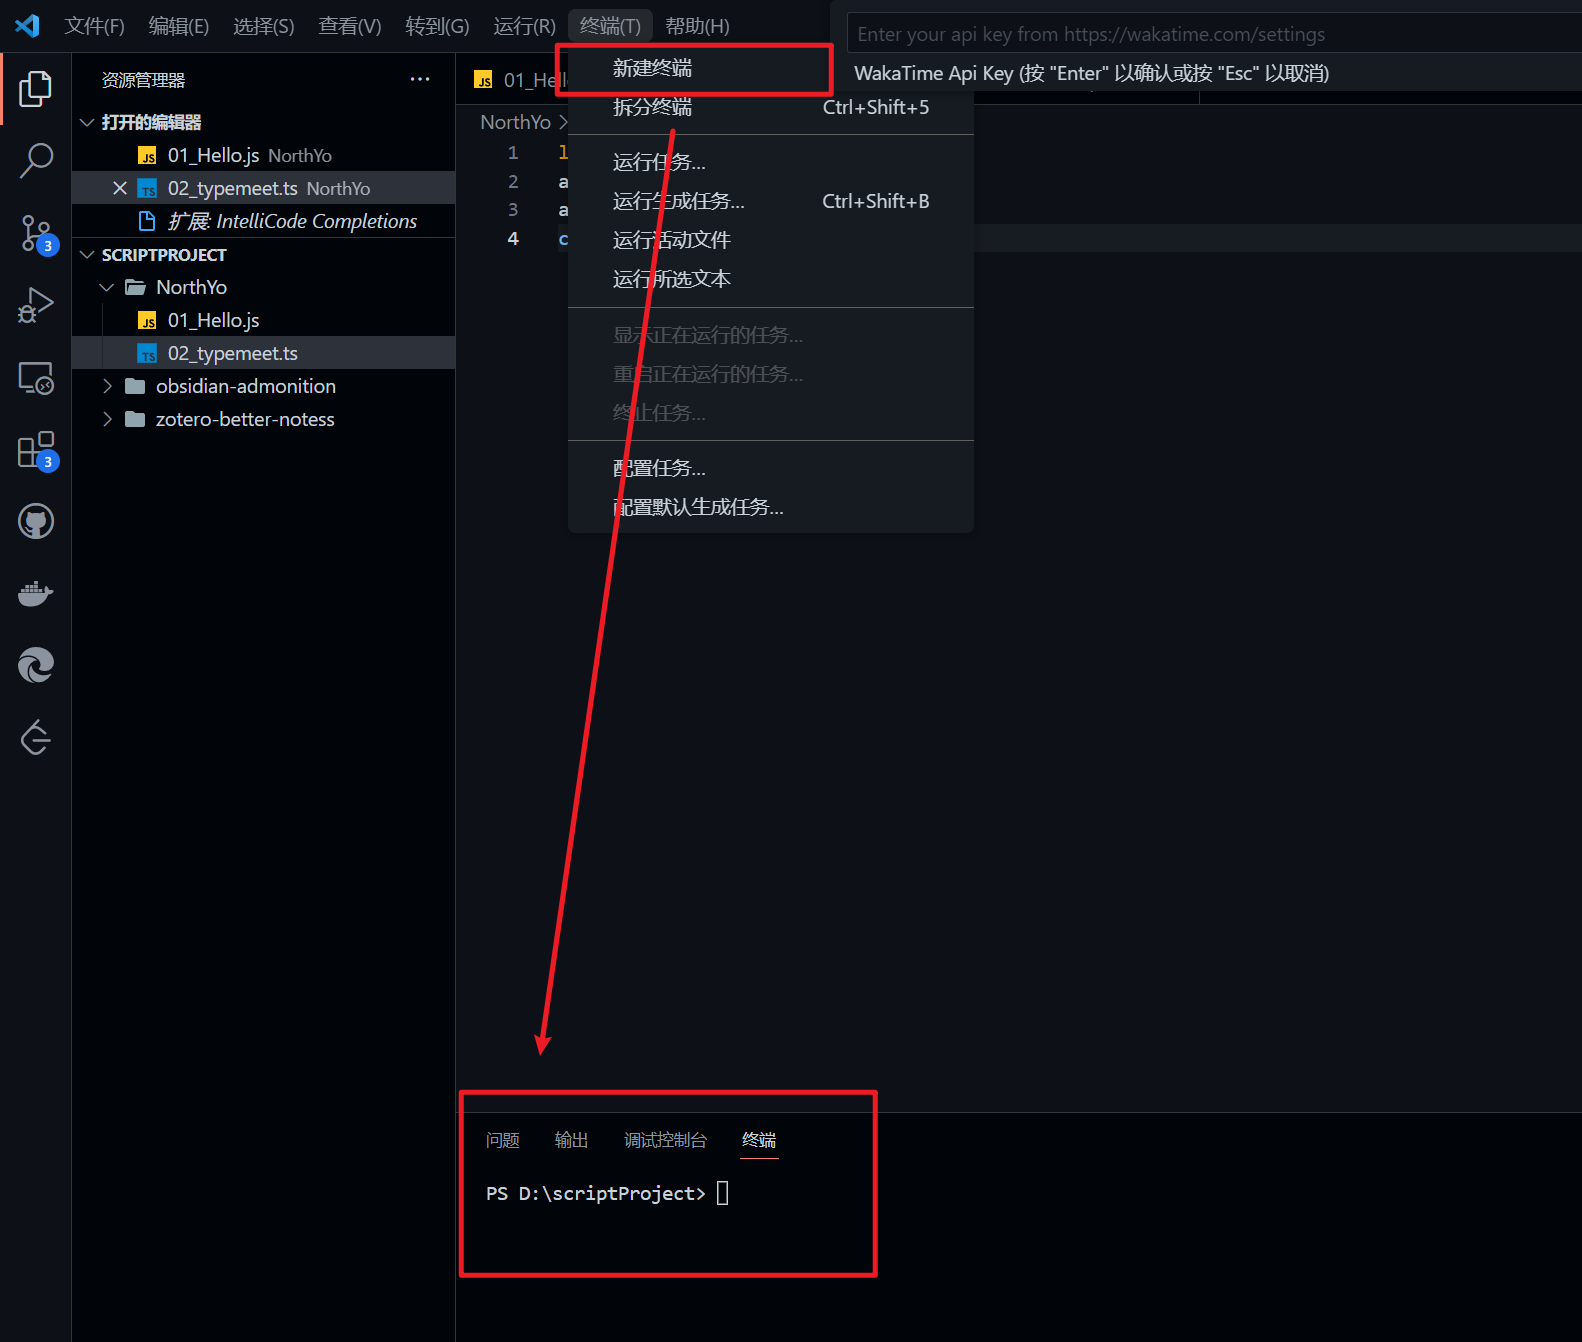 文件(F) 编辑(E) 选择(S) 查看(V) 转到(G) 运行(R) 终端(T) 帮助(H)
Enter your api key from https://wakatime.com/settings
WakaTime Api Key (按 "Enter" 以确认或按 "Esc" 以取消)
资源管理器 ···
打开的编辑器
JS 01_Hello.js NorthYo
TS 02_typemeet.ts NorthYo
扩展: IntelliCode Completions
SCRIPTPROJECT
NorthYo
JS 01_Hello.js
TS 02_typemeet.ts
obsidian-admonition
zotero-better-notess
3
3
JS 01_Hell
NorthYo >
1 l
2 a
3 a
4 c
新建终端
拆分终端 Ctrl+Shift+5
运行任务...
运行生成任务... Ctrl+Shift+B
运行活动文件
运行所选文本
显示正在运行的任务...
重启正在运行的任务...
终止任务...
配置任务...
配置默认生成任务...
问题 输出 调试控制台 终端
PS D:\scriptProject>